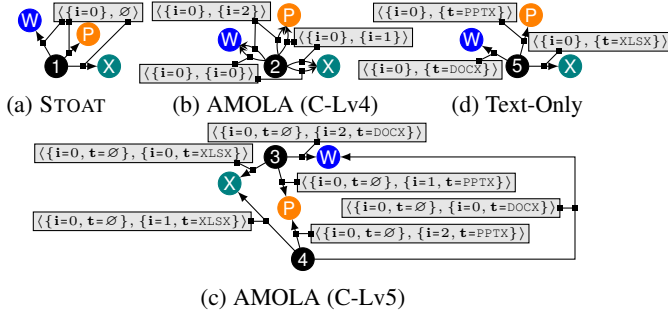 ⟨{i=0}, ∅⟩
W
P
1
X
(a) STOAT
⟨{i=0}, {i=2}⟩
P
W
⟨{i=0}, {i=1}⟩
2
X
⟨{i=0}, {i=0}⟩
(b) AMOLA (C-Lv4)
⟨{i=0}, {t=PPTX}⟩
P
W
⟨{i=0}, {t=XLSX}⟩
5
X
⟨{i=0}, {t=DOCX}⟩
(d) Text-Only
⟨{i=0, t=∅}, {i=2, t=DOCX}⟩
⟨{i=0, t=∅}, {i=0, t=XLSX}⟩
3
W
X
⟨{i=0, t=∅}, {i=1, t=PPTX}⟩
P
⟨{i=0, t=∅}, {i=0, t=DOCX}⟩
⟨{i=0, t=∅}, {i=1, t=XLSX}⟩
⟨{i=0, t=∅}, {i=2, t=PPTX}⟩
4
(c) AMOLA (C-Lv5)